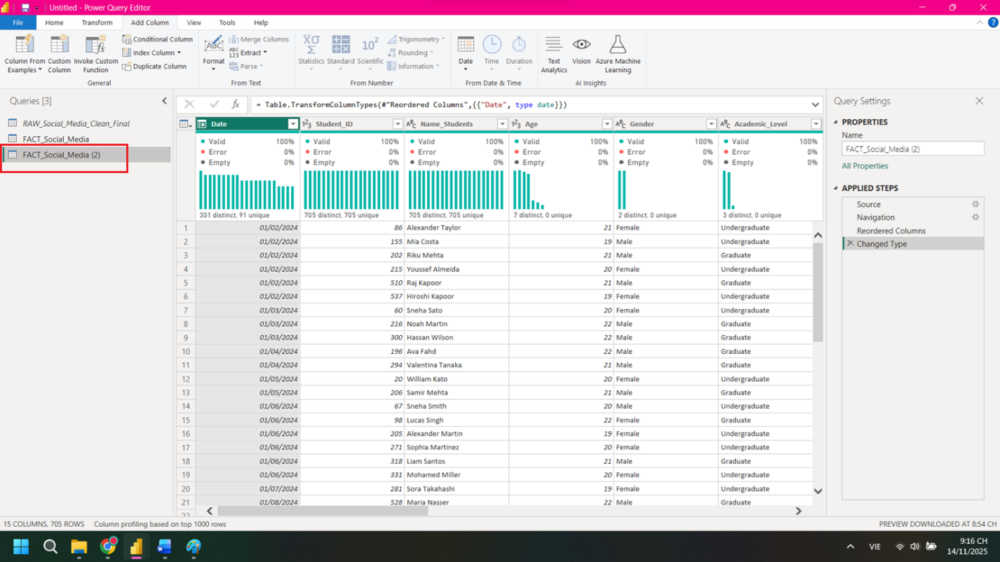 Untitled - Power Query Editor
File Home Transform Add Column View Tools Help
Column From Examples
Custom Column
Invoke Custom Function
Conditional Column
Index Column
Duplicate Column
General
Format
Merge Columns
Extract
Parse
From Text
Statistics
Standard
Scientific
Trigonometry
Rounding
Information
From Number
Date
Time
Duration
From Date & Time
Text Analytics
Vision
Azure Machine Learning
AI Insights
Queries [3]
RAW_Social_Media_Clean_Final
FACT_Social_Media
FACT_Social_Media (2)
= Table.TransformColumnTypes(#"Reordered Columns",{{"Date", type date}})
Date Student_ID Name_Students Age Gender Academic_Level
Valid 100% Valid 100% Valid 100% Valid 100% Valid 100% Valid 100%
Error 0% Error 0% Error 0% Error 0% Error 0% Error 0%
Empty 0% Empty 0% Empty 0% Empty 0% Empty 0% Empty 0%
301 distinct, 91 unique 705 distinct, 705 unique 705 distinct, 705 unique 7 distinct, 0 unique 2 distinct, 0 unique 3 distinct, 0 unique
1 01/02/2024 86 Alexander Taylor 21 Female Undergraduate
2 01/02/2024 155 Mia Costa 19 Male Undergraduate
3 01/02/2024 202 Riku Mehta 21 Male Graduate
4 01/02/2024 215 Youssef Almeida 20 Female Undergraduate
5 01/02/2024 510 Raj Kapoor 21 Male Graduate
6 01/02/2024 537 Hiroshi Kapoor 19 Female Undergraduate
7 01/03/2024 60 Sneha Sato 20 Female Undergraduate
8 01/03/2024 216 Noah Martin 22 Male Graduate
9 01/03/2024 300 Hassan Wilson 22 Male Graduate
10 01/04/2024 196 Ava Fahd 22 Male Graduate
11 01/04/2024 294 Valentina Tanaka 21 Male Graduate
12 01/05/2024 20 William Kato 20 Female Undergraduate
13 01/05/2024 206 Samir Mehta 21 Male Graduate
14 01/06/2024 67 Sneha Smith 20 Male Undergraduate
15 01/06/2024 98 Lucas Singh 22 Female Graduate
16 01/06/2024 205 Alexander Martin 19 Female Undergraduate
17 01/06/2024 271 Sophia Martinez 20 Female Undergraduate
18 01/06/2024 318 Liam Santos 21 Male Graduate
19 01/06/2024 331 Mohamed Miller 20 Female Undergraduate
20 01/07/2024 281 Sora Takahashi 19 Female Undergraduate
21 01/08/2024 528 Maria Nasser 22 Male Graduate
Query Settings
PROPERTIES
Name
FACT_Social_Media (2)
All Properties
APPLIED STEPS
Source
Navigation
Reordered Columns
Changed Type
15 COLUMNS, 705 ROWS Column profiling based on top 1000 rows
PREVIEW DOWNLOADED AT 8:54 CH
VIE
9:16 CH
14/11/2025